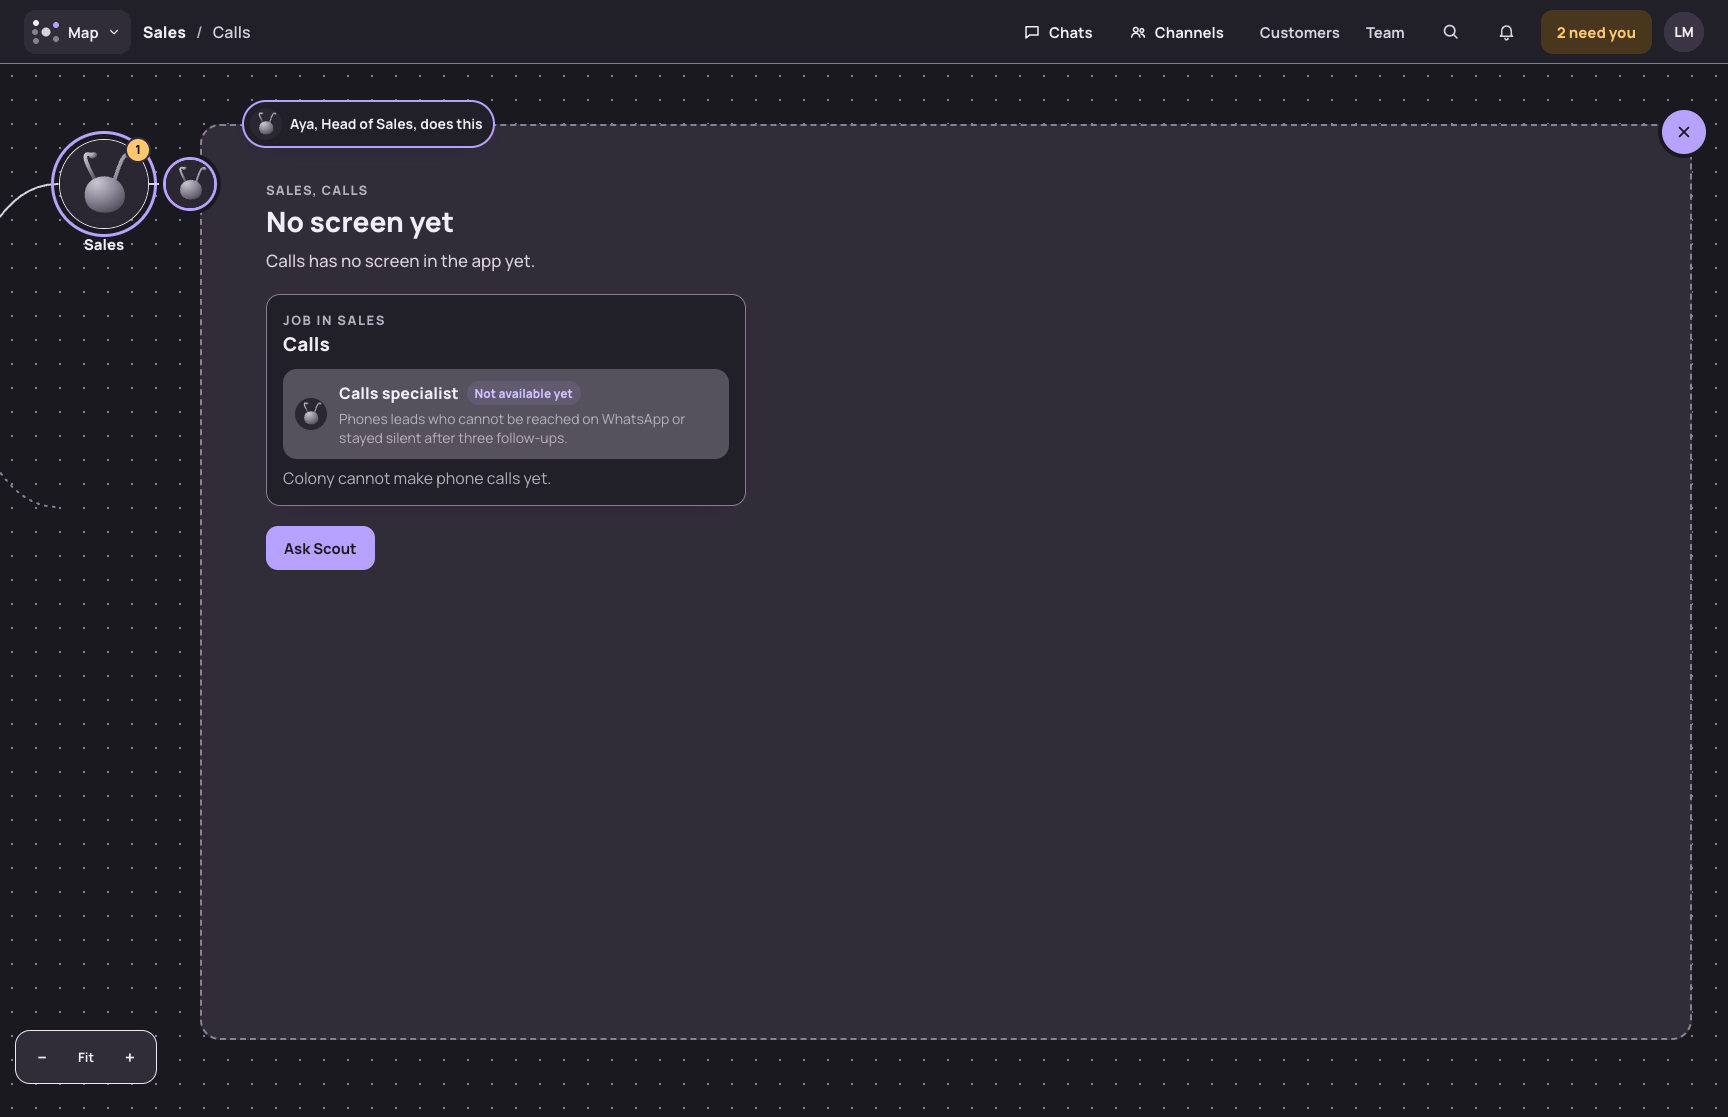 Map
Sales / Calls
Chats
Channels
Customers
Team
2 need you
LM
Aya, Head of Sales, does this
1
Sales
SALES, CALLS
No screen yet
Calls has no screen in the app yet.
JOB IN SALES
Calls
Calls specialist
Not available yet
Phones leads who cannot be reached on WhatsApp or
stayed silent after three follow-ups.
Colony cannot make phone calls yet.
Ask Scout
− Fit +